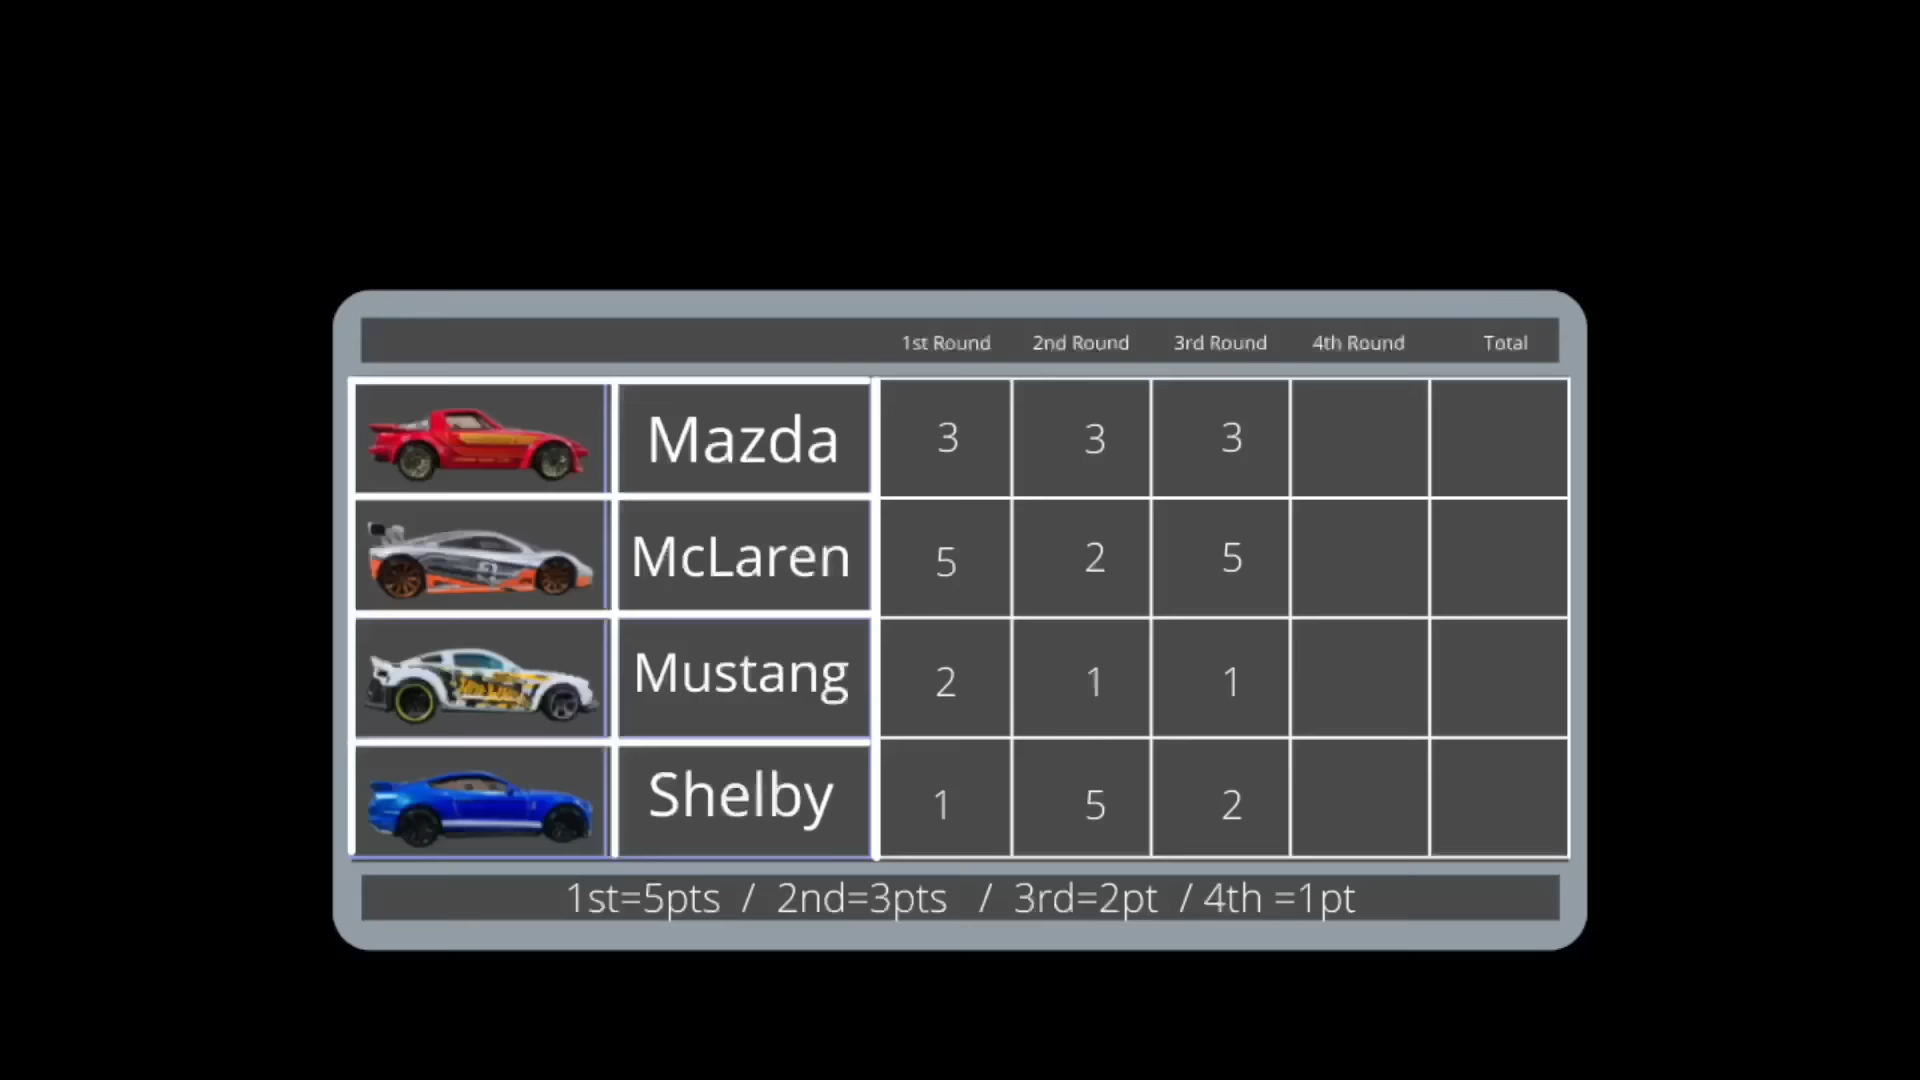 1st Round 2nd Round 3rd Round 4th Round Total
Mazda 3 3 3
McLaren 5 2 5
Mustang 2 1 1
Shelby 1 5 2
1st=5pts / 2nd=3pts / 3rd=2pt / 4th =1pt